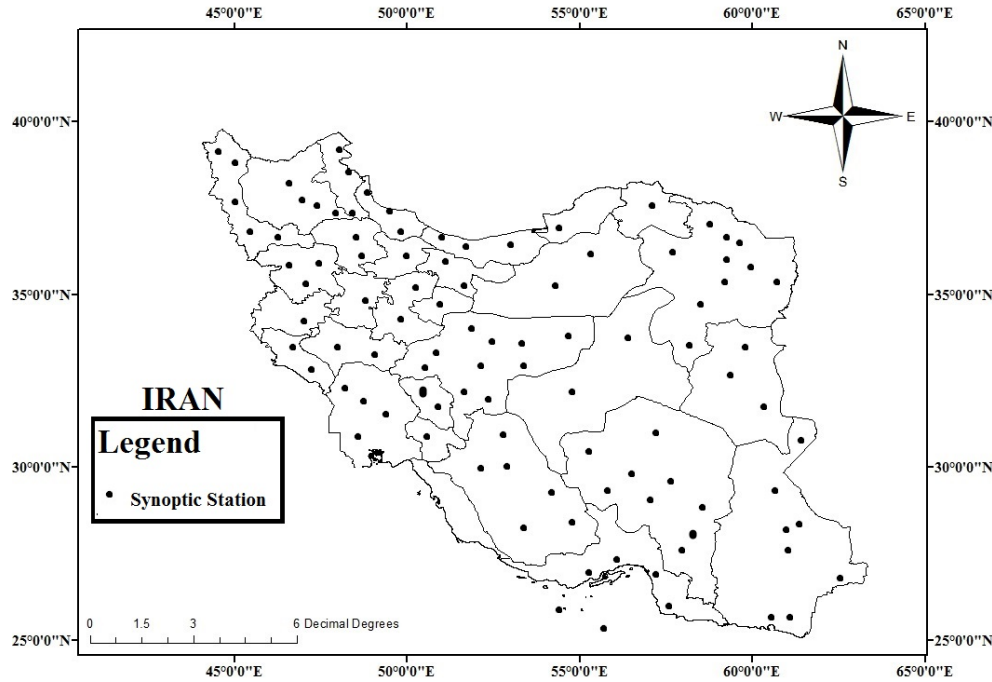 45°0'0"E 50°0'0"E 55°0'0"E 60°0'0"E 65°0'0"E
N
W E
S
40°0'0"N 40°0'0"N
35°0'0"N 35°0'0"N
IRAN
Legend
Synoptic Station
30°0'0"N 30°0'0"N
0 1.5 3 6 Decimal Degrees
25°0'0"N 25°0'0"N
45°0'0"E 50°0'0"E 55°0'0"E 60°0'0"E 65°0'0"E